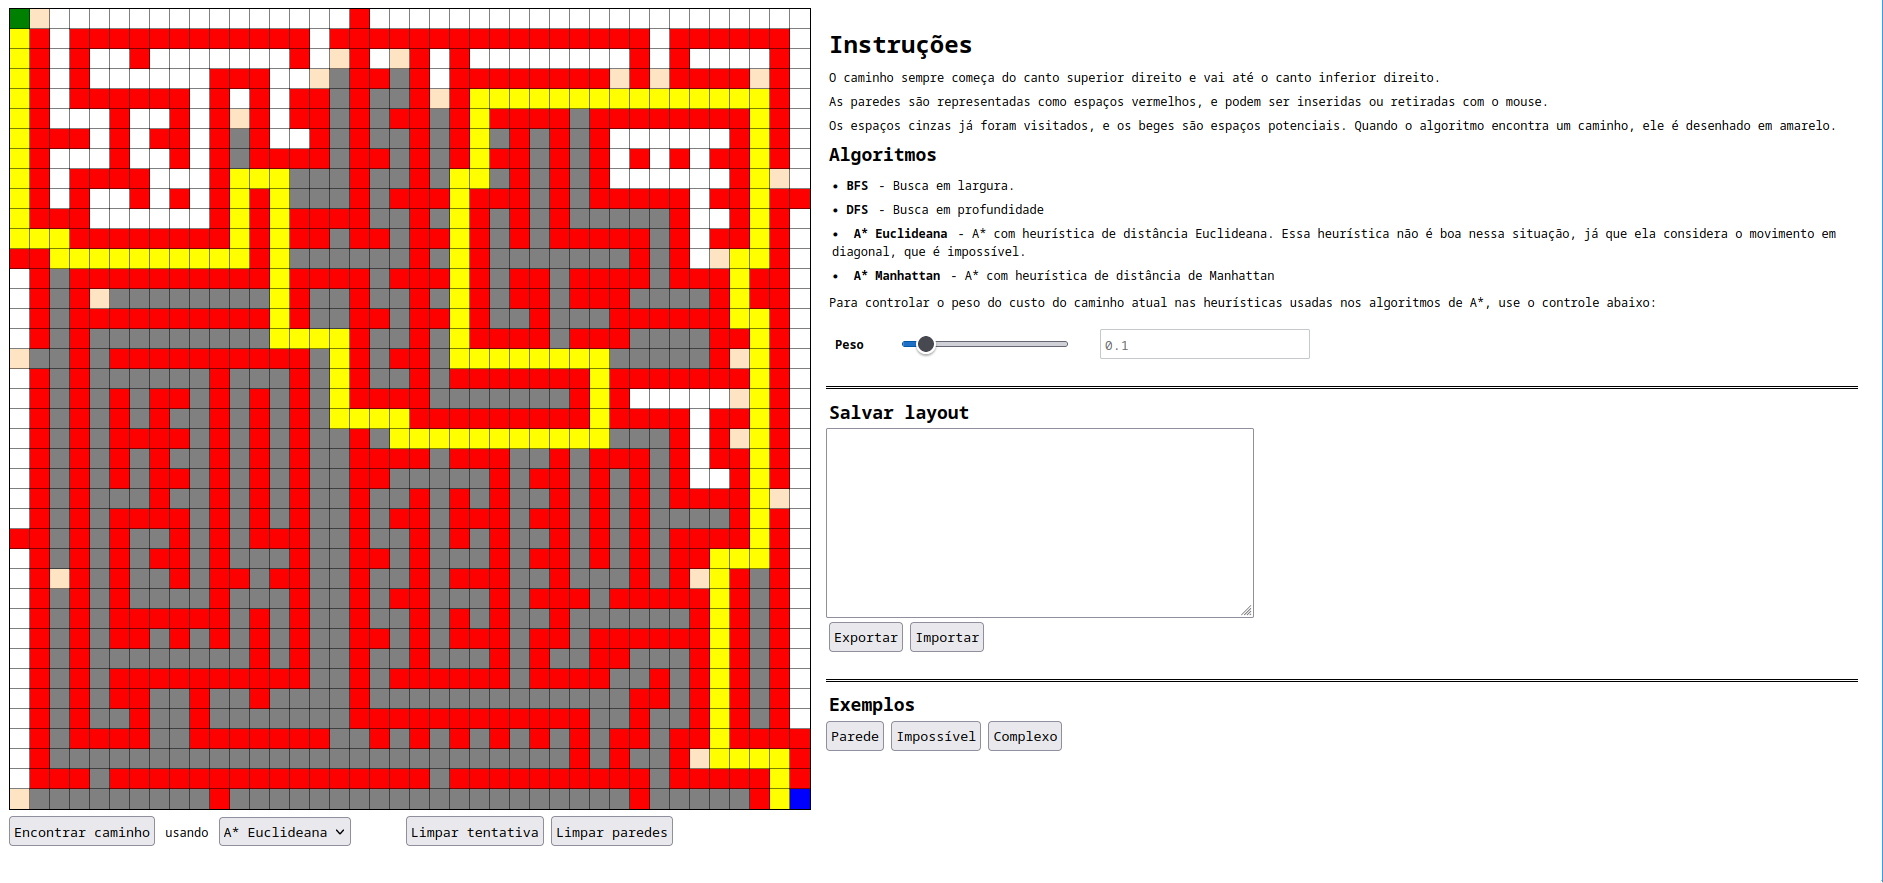 Instruções
O caminho sempre começa do canto superior direito e vai até o canto inferior direito.
As paredes são representadas como espaços vermelhos, e podem ser inseridas ou retiradas com o mouse.
Os espaços cinzas já foram visitados, e os beges são espaços potenciais. Quando o algoritmo encontra um caminho, ele é desenhado em amarelo.
Algoritmos
• BFS - Busca em largura.
• DFS - Busca em profundidade
• A* Euclideana - A* com heurística de distância Euclideana. Essa heurística não é boa nessa situação, já que ela considera o movimento em
diagonal, que é impossível.
• A* Manhattan - A* com heurística de distância de Manhattan
Para controlar o peso do custo do caminho atual nas heurísticas usadas nos algoritmos de A*, use o controle abaixo:
Peso 0.1
Salvar layout
Exportar Importar
Exemplos
Parede Impossível Complexo
Encontrar caminho usando A* Euclideana Limpar tentativa Limpar paredes